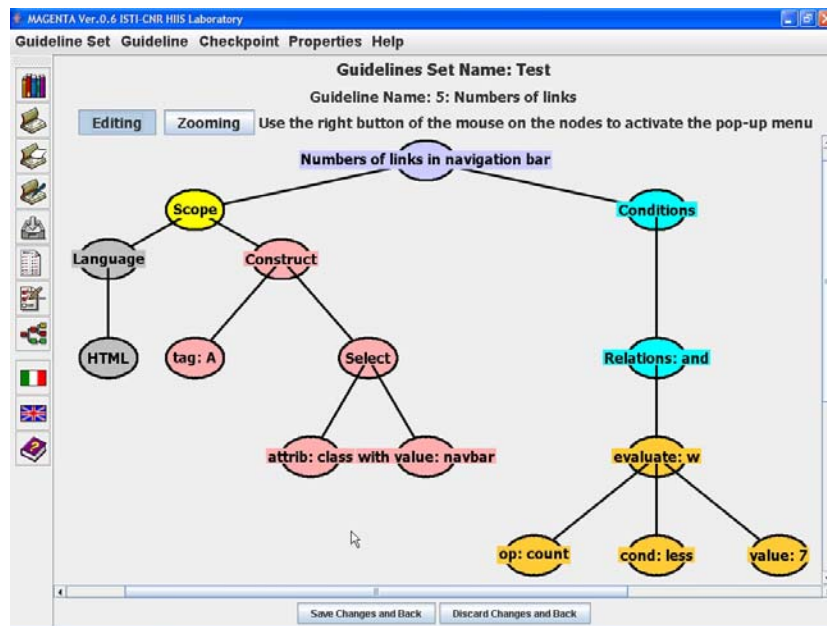 MAGENTA Ver.0.6 ISTI-CNR HIIS Laboratory
Guideline Set Guideline Checkpoint Properties Help
Guidelines Set Name: Test
Guideline Name: 5: Numbers of links
Editing Zooming Use the right button of the mouse on the nodes to activate the pop-up menu
Numbers of links in navigation bar
Scope Conditions
Language Construct
HTML tag: A Select Relations: and
attrib: class with value: navbar evaluate: w
op: count cond: less value: 7
Save Changes and Back Discard Changes and Back